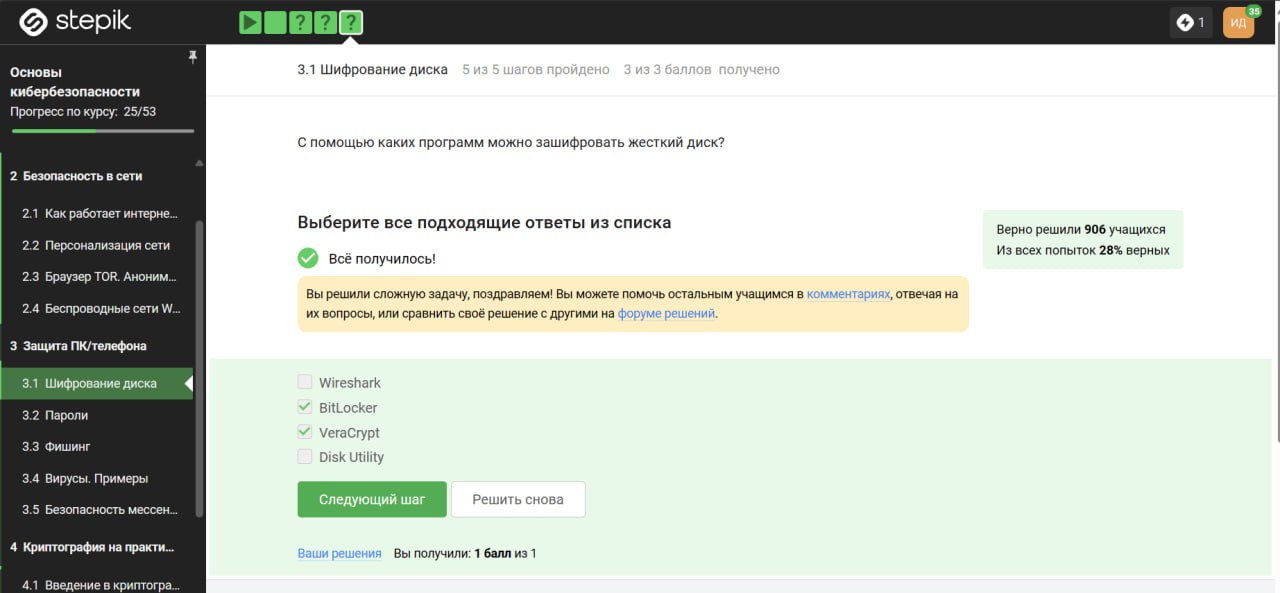 stepik
? ? ?
1
ИД
35
Основы
кибербезопасности
Прогресс по курсу: 25/53
2 Безопасность в сети
2.1 Как работает интерне...
2.2 Персонализация сети
2.3 Браузер TOR. Аноним...
2.4 Беспроводные сети W...
3 Защита ПК/телефона
3.1 Шифрование диска
3.2 Пароли
3.3 Фишинг
3.4 Вирусы. Примеры
3.5 Безопасность мессен...
4 Криптография на практи...
4.1 Введение в криптогра...
3.1 Шифрование диска 5 из 5 шагов пройдено 3 из 3 баллов получено
С помощью каких программ можно зашифровать жесткий диск?
Выберите все подходящие ответы из списка
Всё получилось!
Вы решили сложную задачу, поздравляем! Вы можете помочь остальным учащимся в комментариях, отвечая на
их вопросы, или сравнить своё решение с другими на форуме решений.
Верно решили 906 учащихся
Из всех попыток 28% верных
Wireshark
BitLocker
VeraCrypt
Disk Utility
Следующий шаг
Решить снова
Ваши решения Вы получили: 1 балл из 1